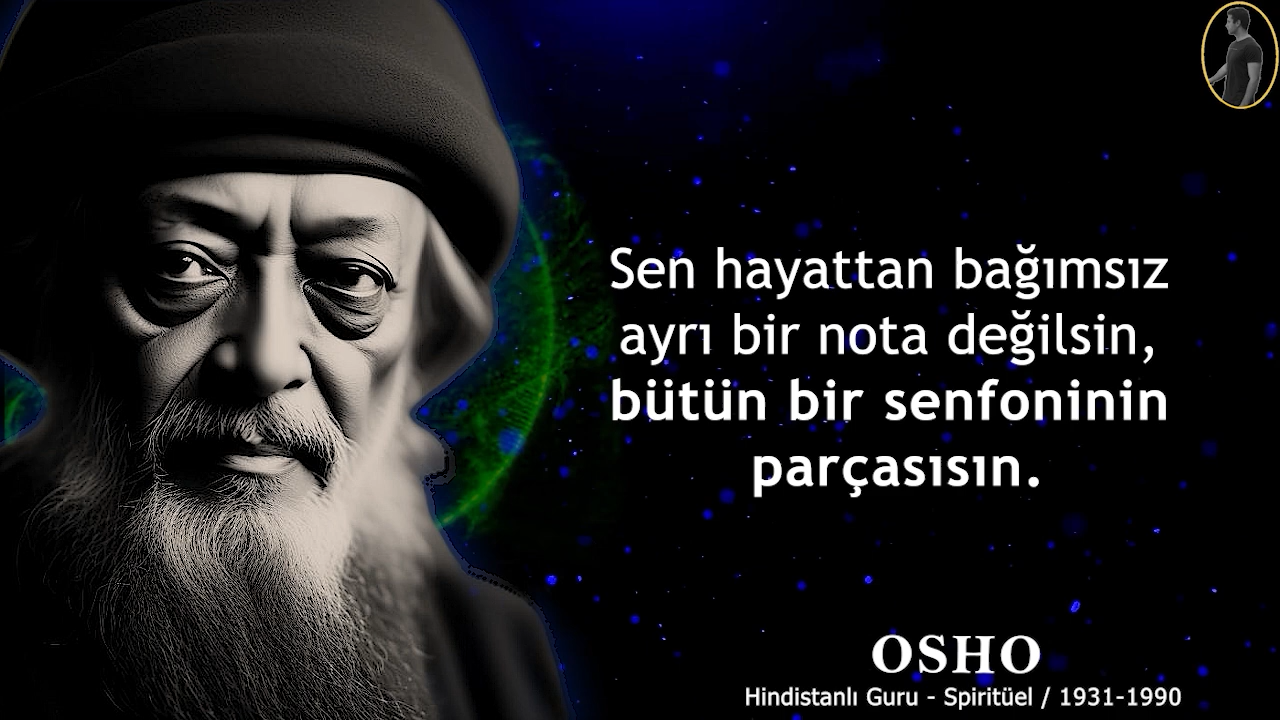 Sen hayattan bağımsız
ayrı bir nota değilsin,
bütün bir senfoninin
parçasısın.
OSHO
Hindistanlı Guru - Spiritüel / 1931-1990